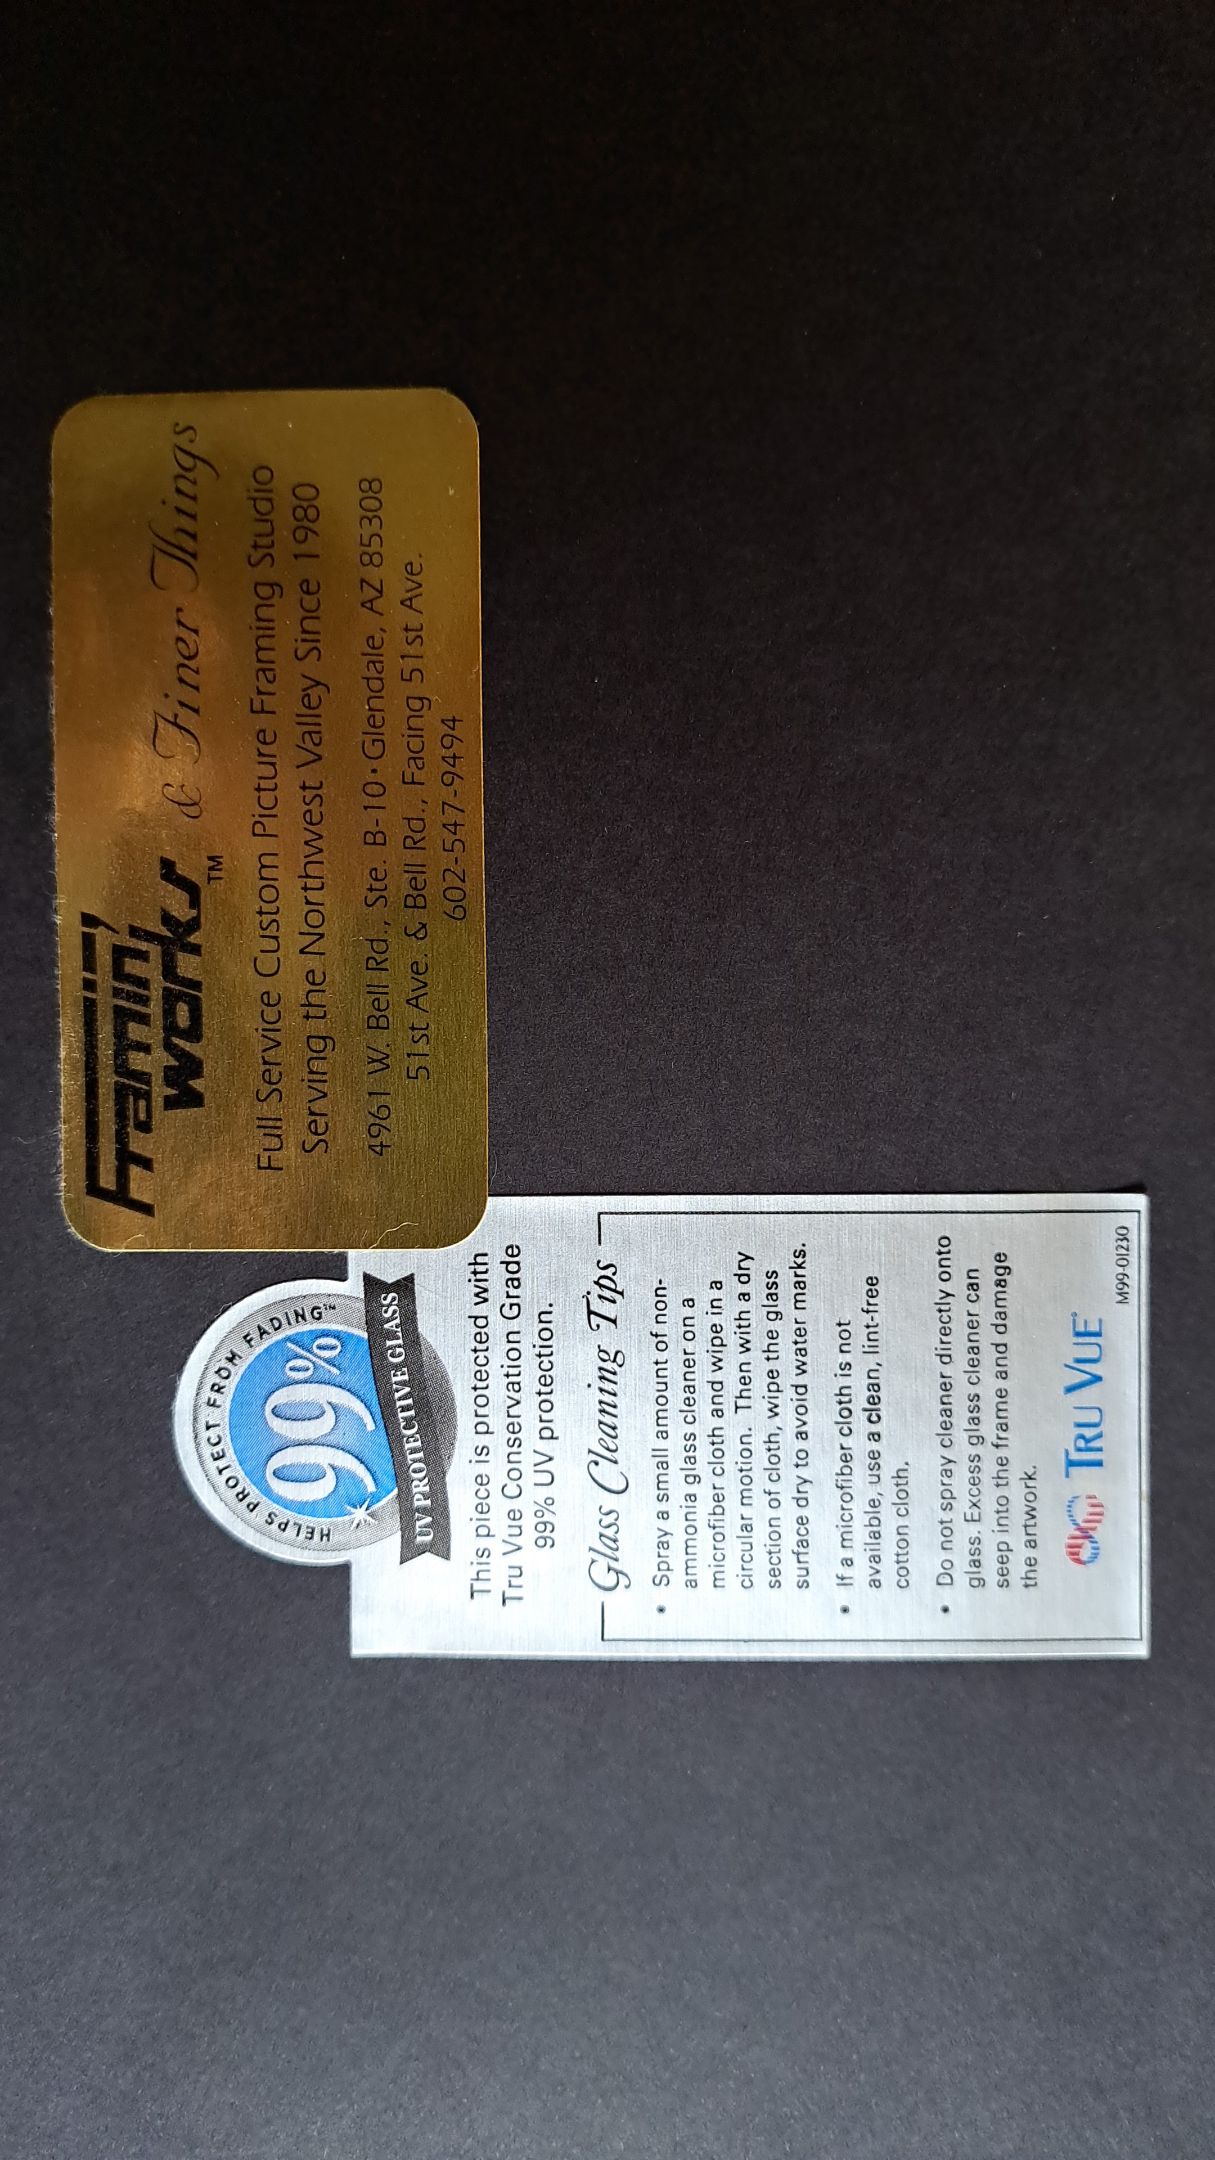 Framin'
works™ & Finer Things
Full Service Custom Picture Framing Studio
Serving the Northwest Valley Since 1980
4961 W. Bell Rd., Ste. B-10 • Glendale, AZ 85308
51st Ave. & Bell Rd., Facing 51st Ave.
602-547-9494
HELPS PROTECT FROM FADING™
99%
UV PROTECTIVE GLASS
This piece is protected with
Tru Vue Conservation Grade
99% UV protection.
Glass Cleaning Tips
• Spray a small amount of non-
ammonia glass cleaner on a
microfiber cloth and wipe in a
circular motion. Then with a dry
section of cloth, wipe the glass
surface dry to avoid water marks.
• If a microfiber cloth is not
available, use a clean, lint-free
cotton cloth.
• Do not spray cleaner directly onto
glass. Excess glass cleaner can
seep into the frame and damage
the artwork.
TRU VUE®
M99-01230